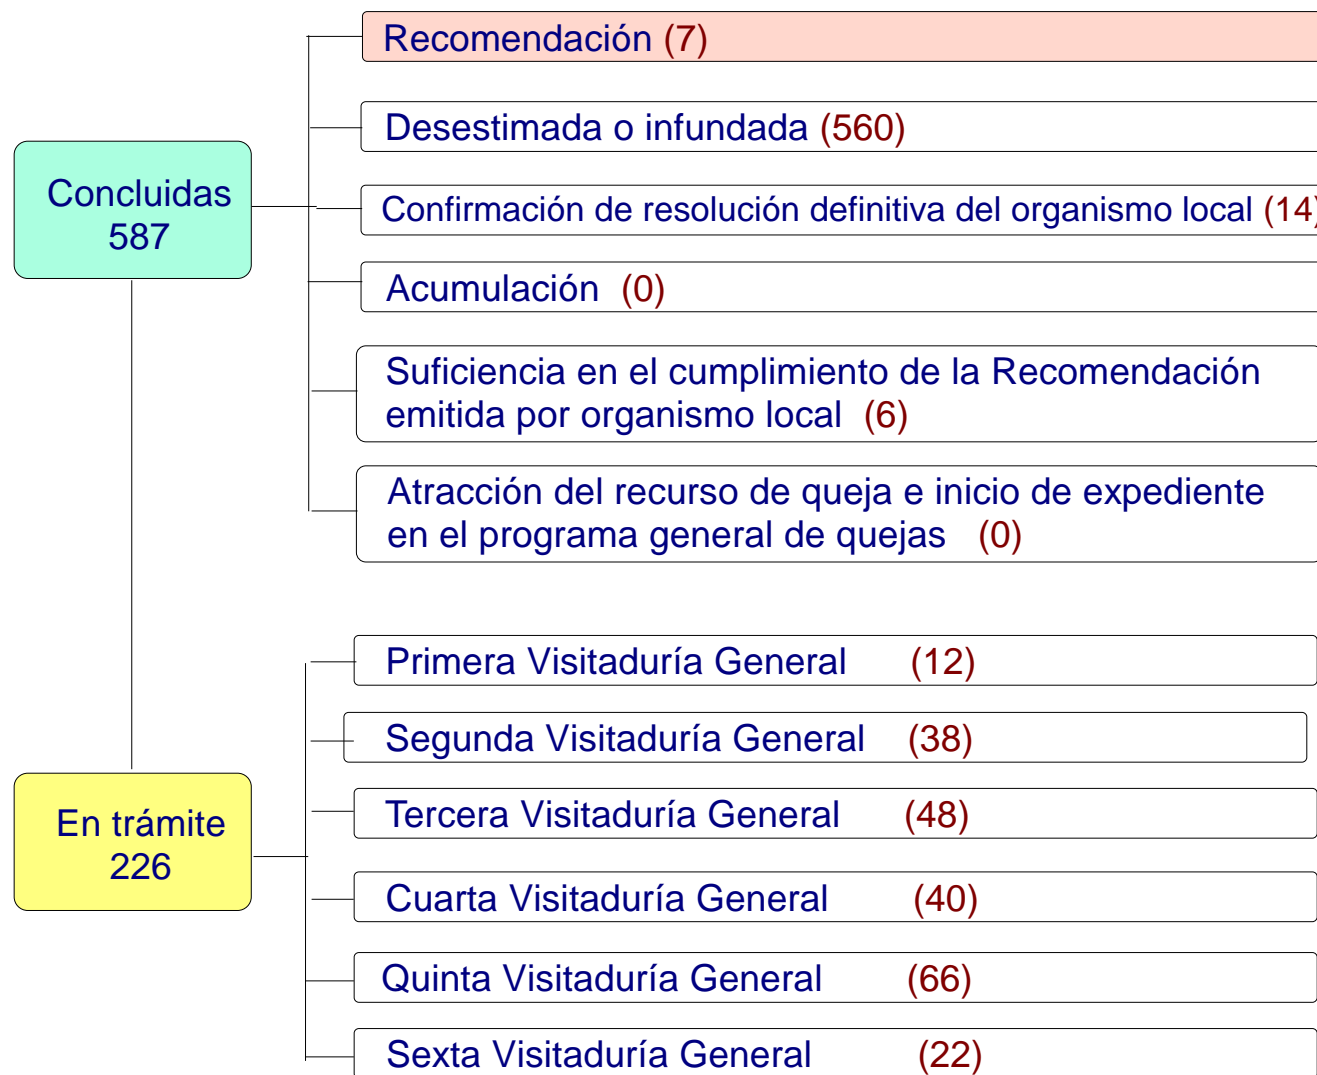 Recomendación (7)
Desestimada o infundada (560)
Concluidas
587
Confirmación de resolución definitiva del organismo local (14)
Acumulación (0)
Suficiencia en el cumplimiento de la Recomendación
emitida por organismo local (6)
Atracción del recurso de queja e inicio de expediente
en el programa general de quejas (0)
Primera Visitaduría General (12)
Segunda Visitaduría General (38)
En trámite
226
Tercera Visitaduría General (48)
Cuarta Visitaduría General (40)
Quinta Visitaduría General (66)
Sexta Visitaduría General (22)